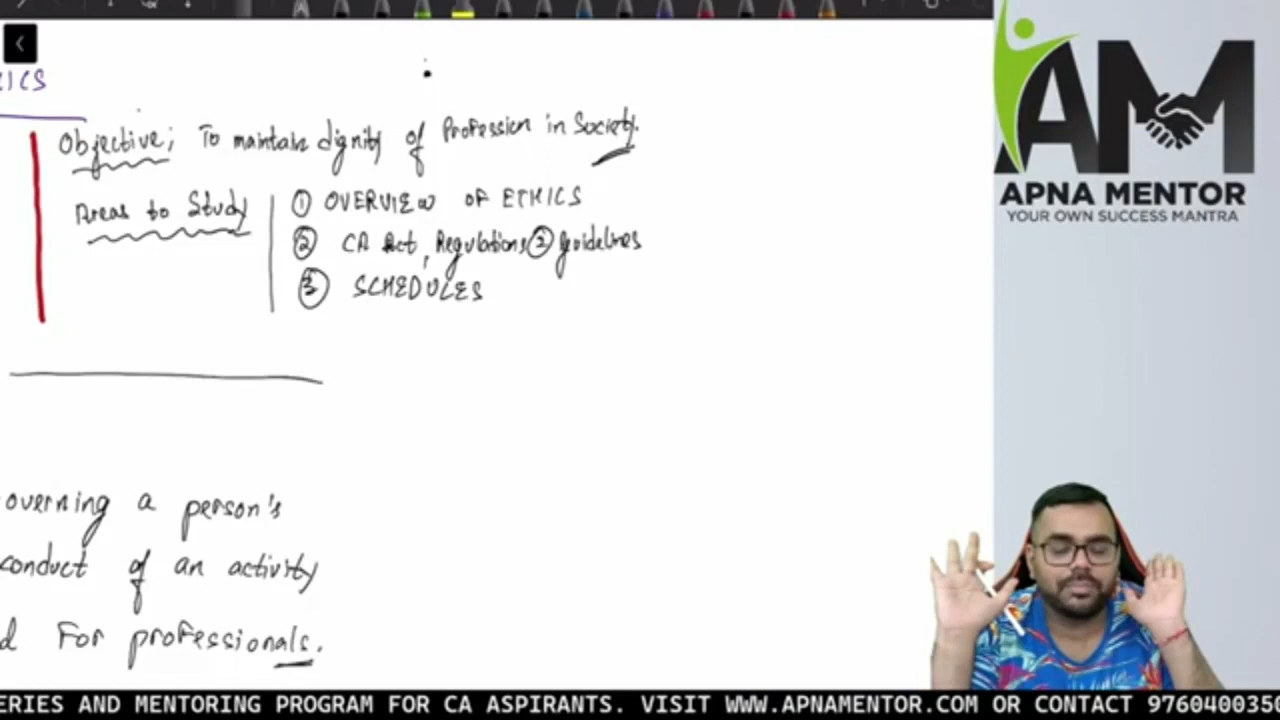 ICS
Objective; To maintain dignity of Profession in Society.
Areas to Study
① OVERVIEW OF ETHICS
② CA Act, Regulations ② guidelines
③ SCHEDULES
overning a person's
conduct of an activity
d For professionals.
AM
APNA MENTOR
YOUR OWN SUCCESS MANTRA
ERIES AND MENTORING PROGRAM FOR CA ASPIRANTS. VISIT WWW.APNAMENTOR.COM OR CONTACT 9760400350